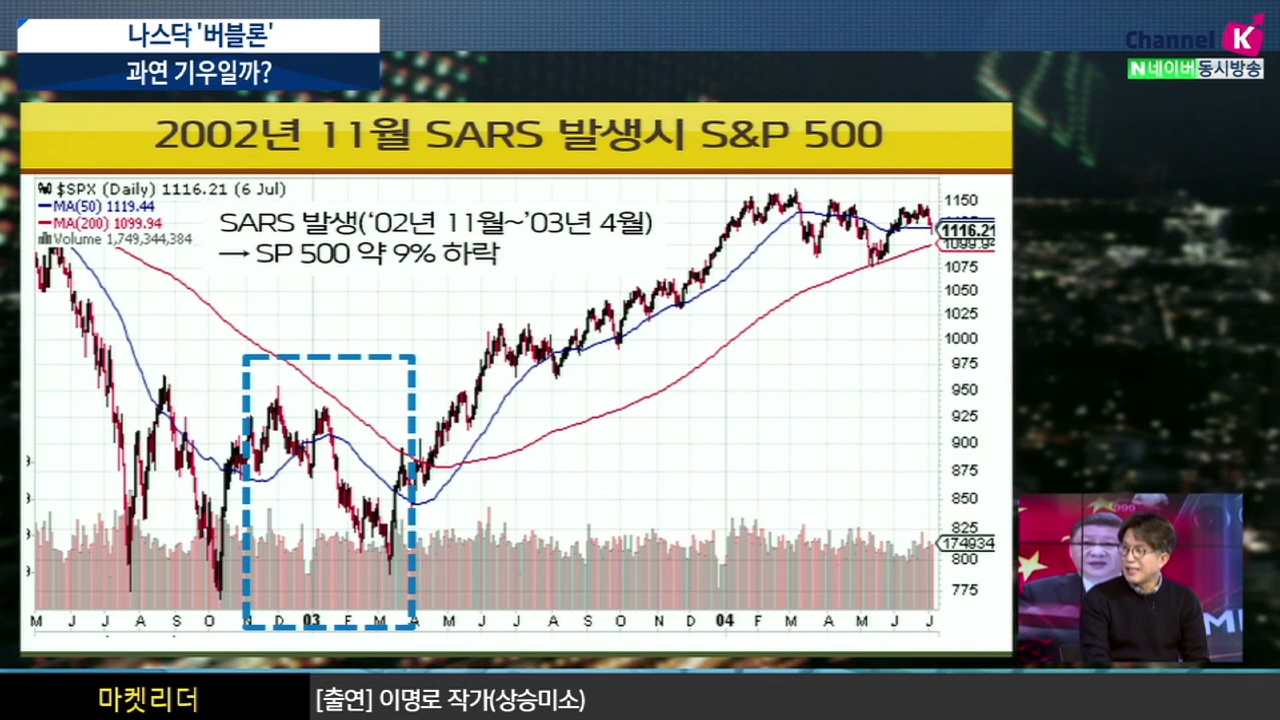 나스닥 '버블론'
과연 기우일까?
Channel K
N 네이버 동시방송
2002년 11월 SARS 발생시 S&P 500
$SPX (Daily) 1116.21 (6 Jul)
MA(50) 1119.44
MA(200) 1099.94
Volume 1,749,344,384
SARS 발생('02년 11월~'03년 4월)
→ SP 500 약 9% 하락
1150
1116.21
1099.94
1075
1050
1025
1000
975
950
925
900
875
850
825
174934
800
775
M J J A S O N D 03 F M A M J J A S O N D 04 F M A M J J
마켓리더
[출연] 이명로 작가(상승미소)